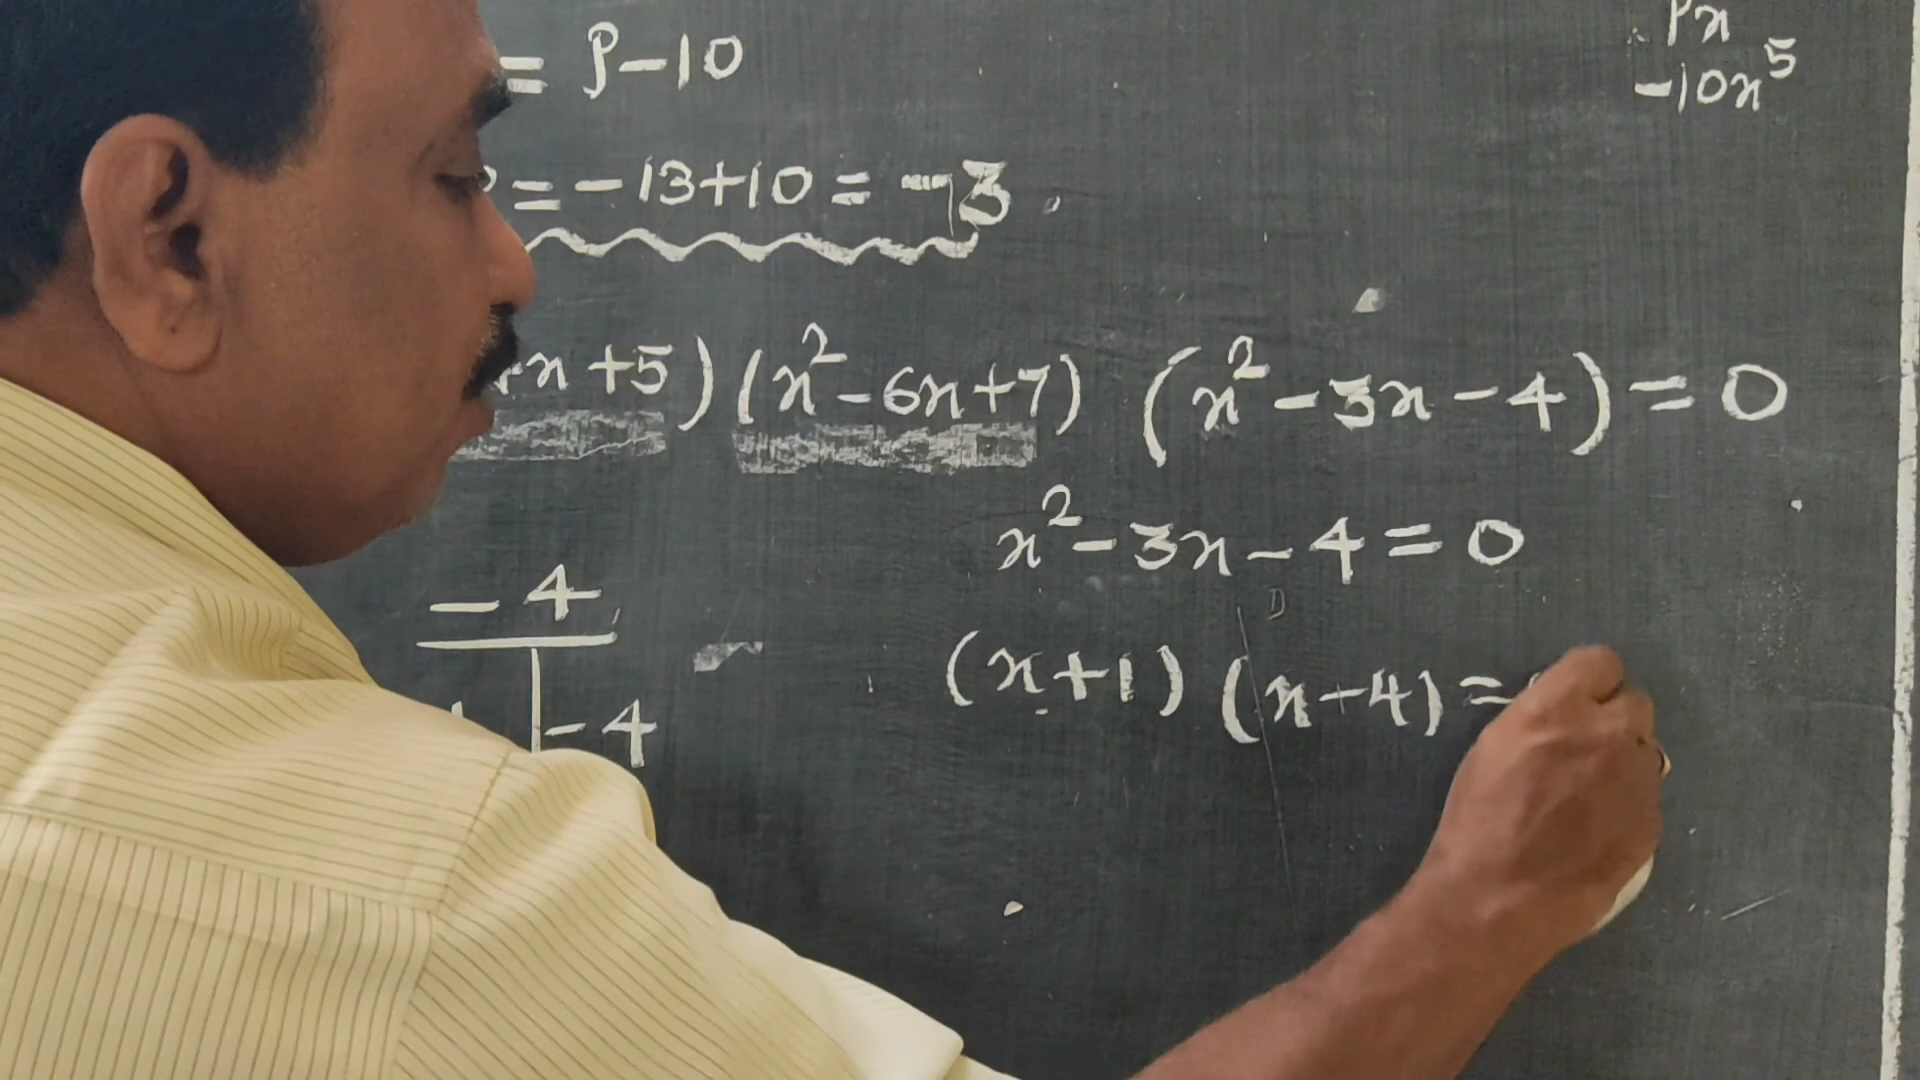 = P-10
Px
-10x⁵
= -13+10 = -3
x+5) (x²-6x+7) (x²-3x-4) = 0
x²-3x-4=0
-4
(x+1) (x-4) =
-4